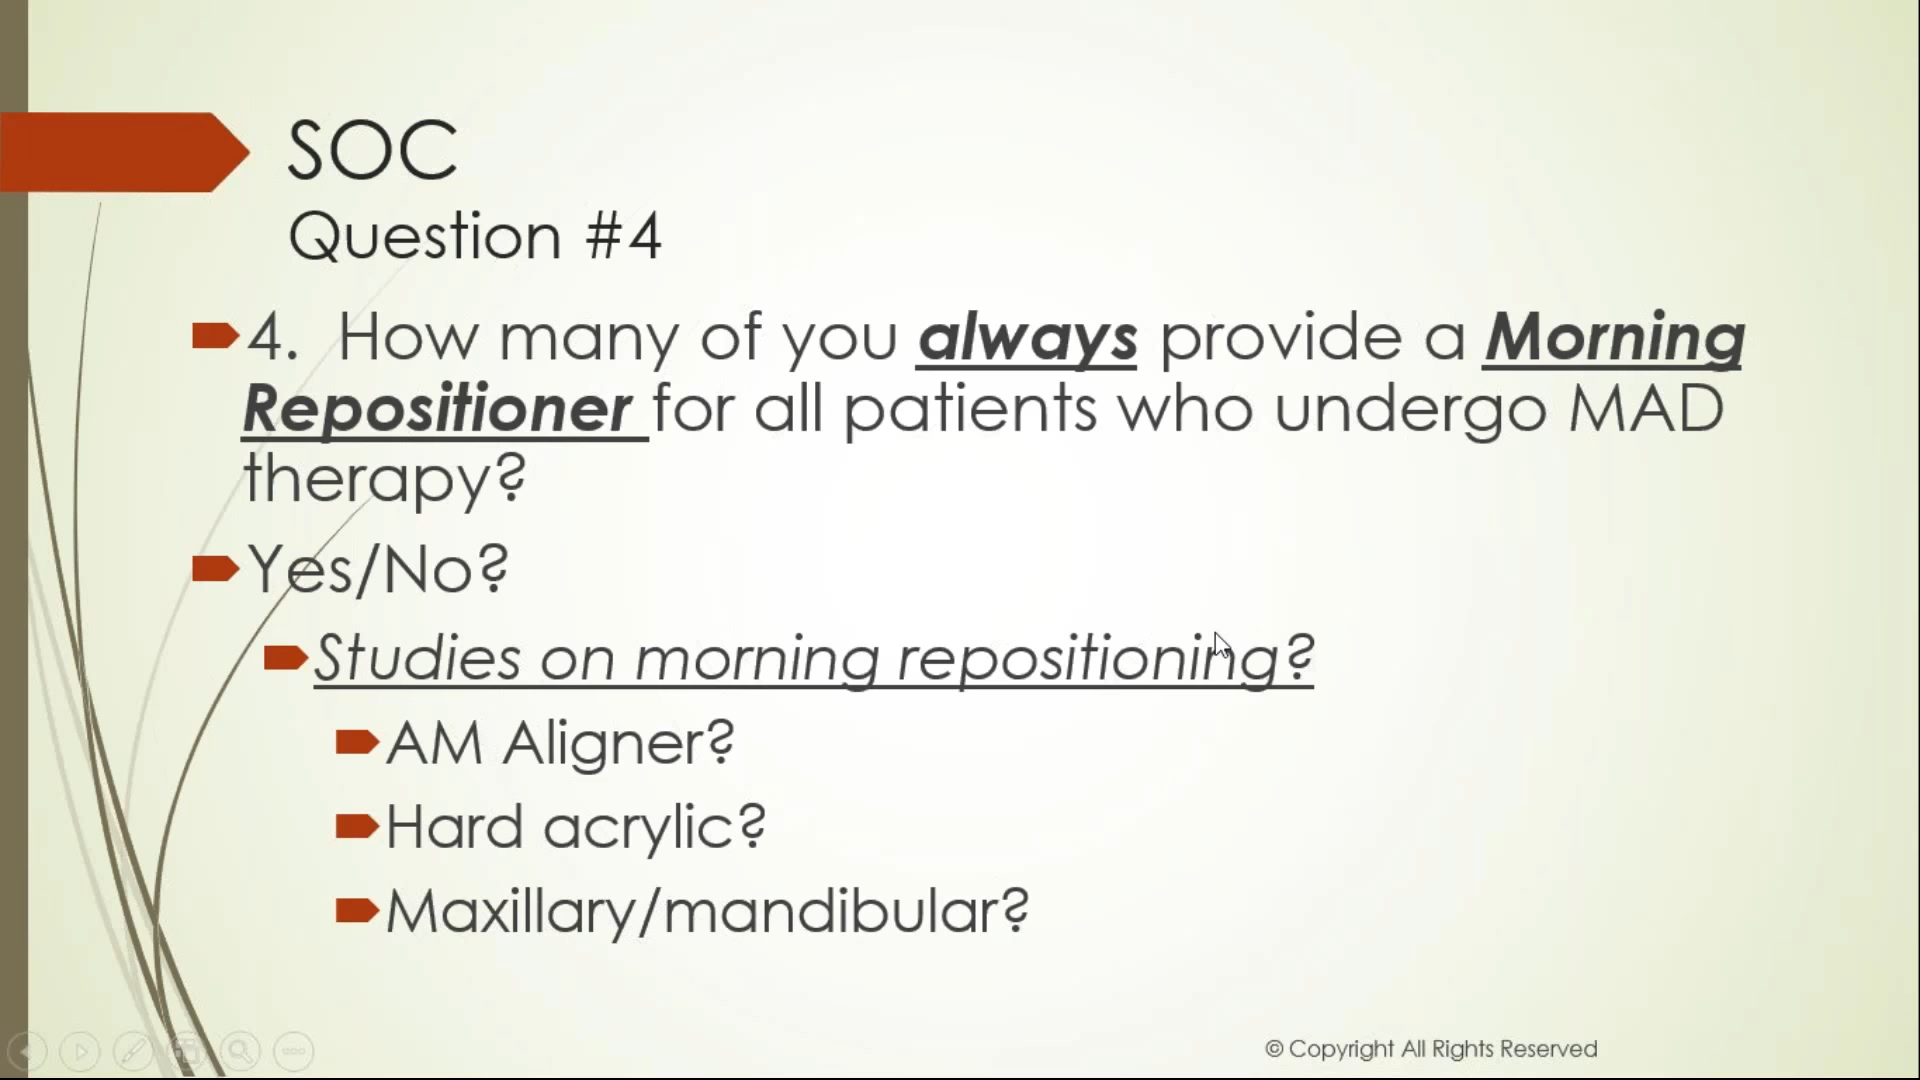 SOC
Question #4
4. How many of you always provide a Morning
Repositioner for all patients who undergo MAD
therapy?
Yes/No?
Studies on morning repositioning?
AM Aligner?
Hard acrylic?
Maxillary/mandibular?
© Copyright All Rights Reserved